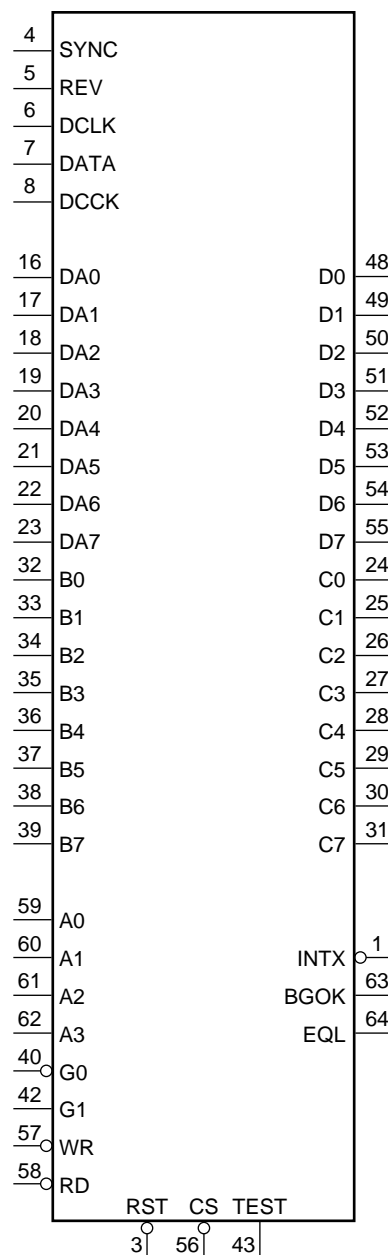 4 SYNC
5 REV
6 DCLK
7 DATA
8 DCCK
16 DA0 D0 48
17 DA1 D1 49
18 DA2 D2 50
19 DA3 D3 51
20 DA4 D4 52
21 DA5 D5 53
22 DA6 D6 54
23 DA7 D7 55
32 B0 C0 24
33 B1 C1 25
34 B2 C2 26
35 B3 C3 27
36 B4 C4 28
37 B5 C5 29
38 B6 C6 30
39 B7 C7 31
59 A0
60 A1 INTX 1
61 A2 BGOK 63
62 A3 EQL 64
40 G0
42 G1
57 WR
58 RD
RST CS TEST
3 56 43